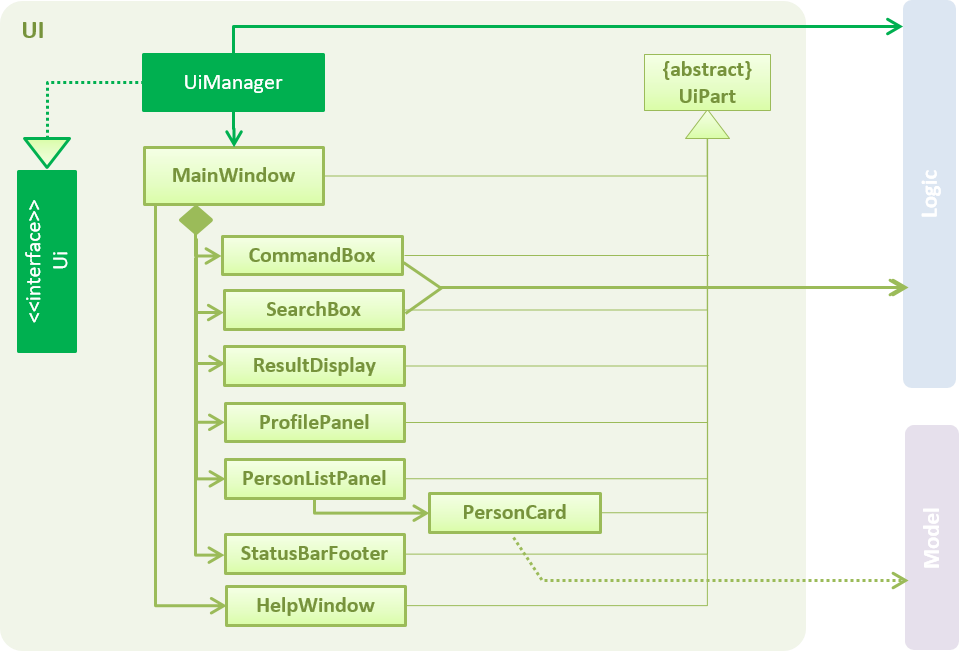 UI
UiManager
{abstract}
UiPart
MainWindow
Logic
<<interface>>
Ui
CommandBox
SearchBox
ResultDisplay
ProfilePanel
PersonListPanel
PersonCard
Model
StatusBarFooter
HelpWindow